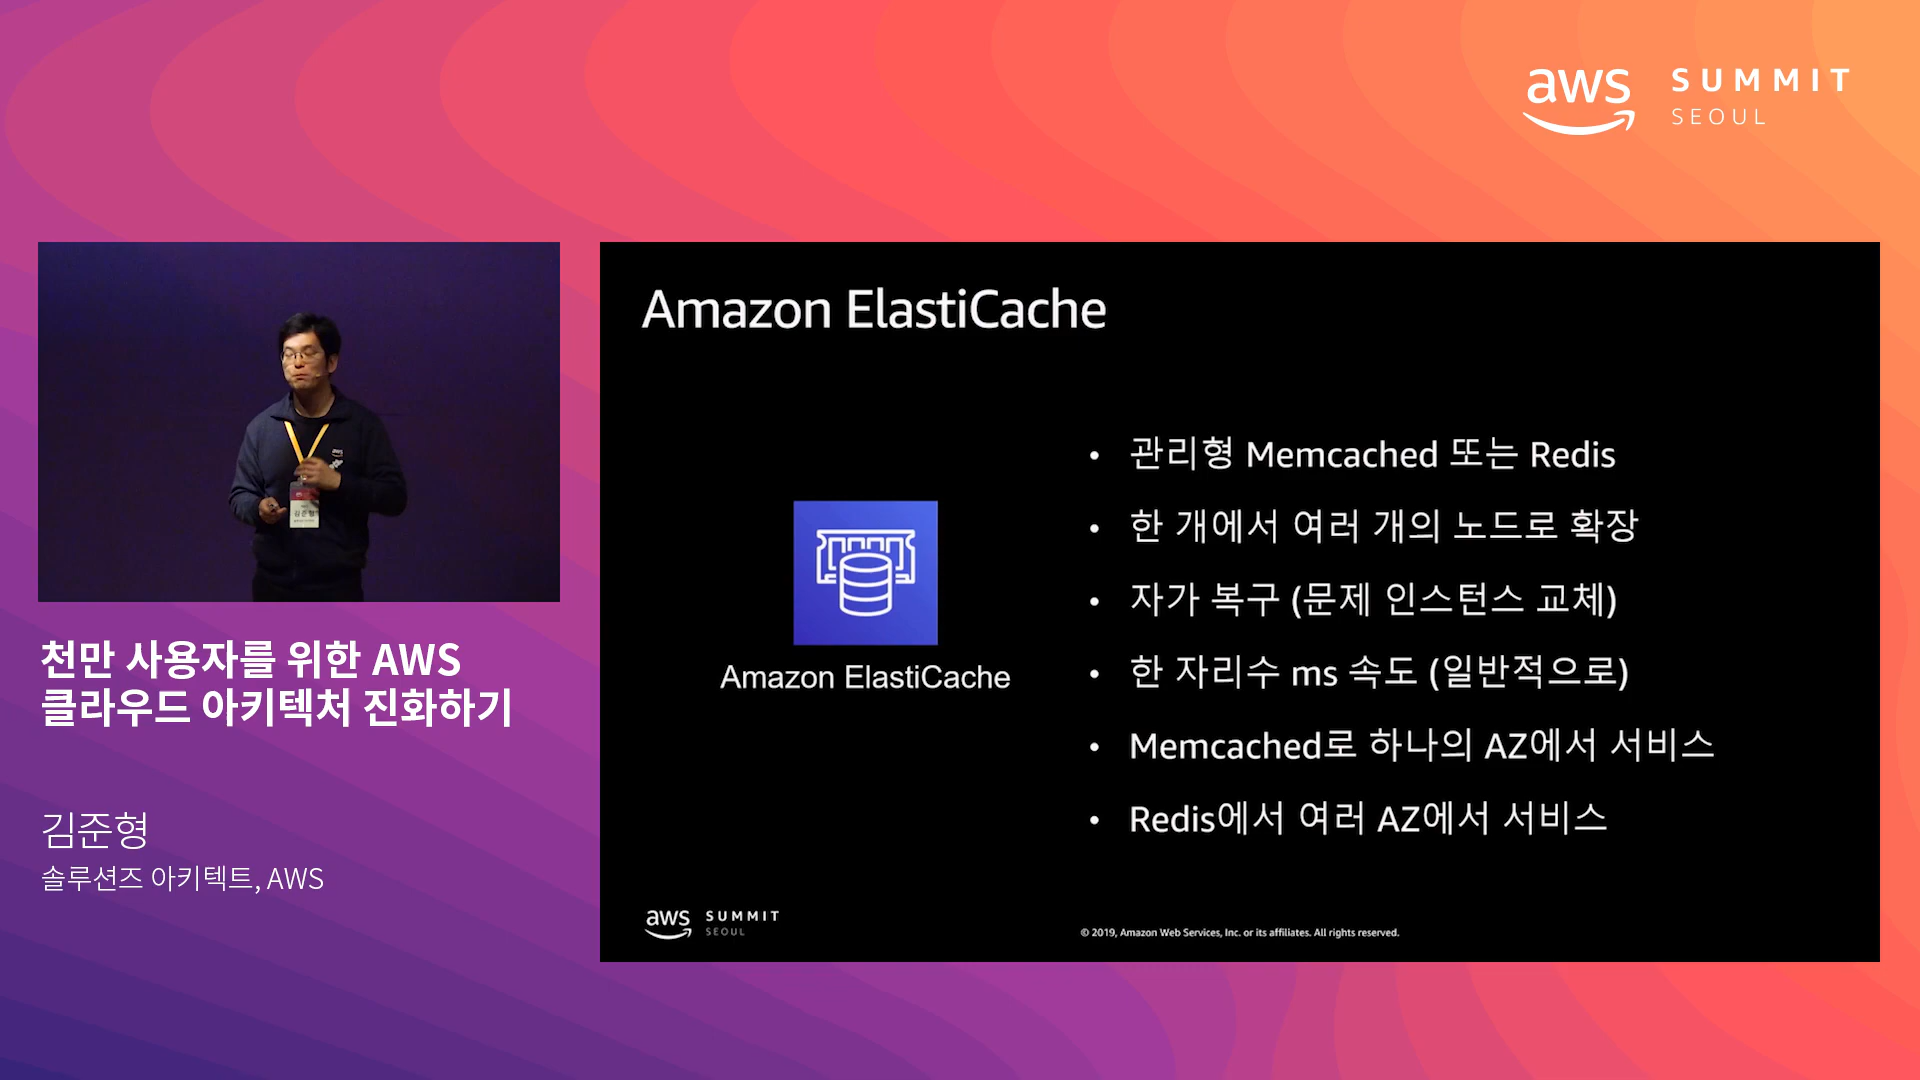 aws SUMMIT
SEOUL
Amazon ElastiCache
Amazon ElastiCache
• 관리형 Memcached 또는 Redis
• 한 개에서 여러 개의 노드로 확장
• 자가 복구 (문제 인스턴스 교체)
• 한 자리수 ms 속도 (일반적으로)
• Memcached로 하나의 AZ에서 서비스
• Redis에서 여러 AZ에서 서비스
aws SUMMIT
SEOUL
© 2019, Amazon Web Services, Inc. or its affiliates. All rights reserved.
aws
김준형
천만 사용자를 위한 AWS
클라우드 아키텍처 진화하기
김준형
솔루션즈 아키텍트, AWS